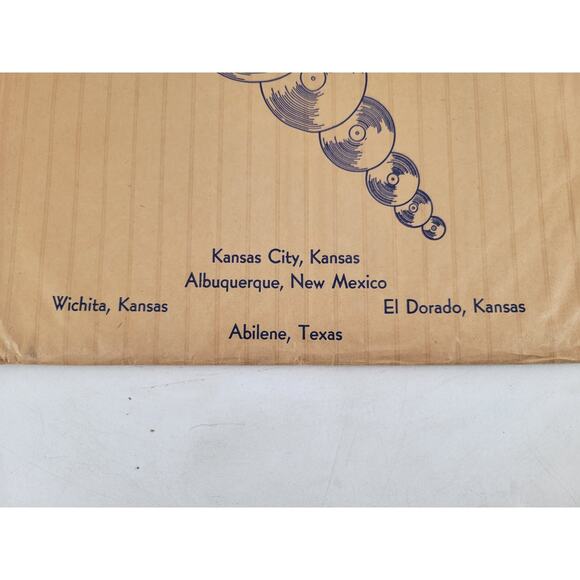 Kansas City, Kansas
Albuquerque, New Mexico
Wichita, Kansas
El Dorado, Kansas
Abilene, Texas